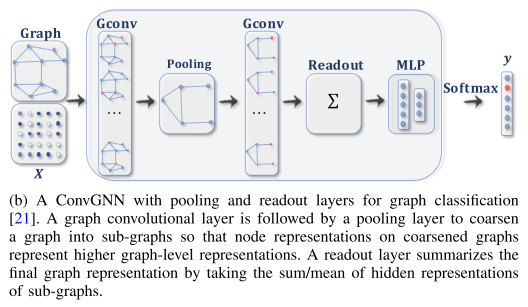 Graph
Gconv
Gconv
y
Pooling
Readout
MLP
Softmax
...
...
Σ
X
(b) A ConvGNN with pooling and readout layers for graph classification
[21]. A graph convolutional layer is followed by a pooling layer to coarsen
a graph into sub-graphs so that node representations on coarsened graphs
represent higher graph-level representations. A readout layer summarizes the
final graph representation by taking the sum/mean of hidden representations
of sub-graphs.